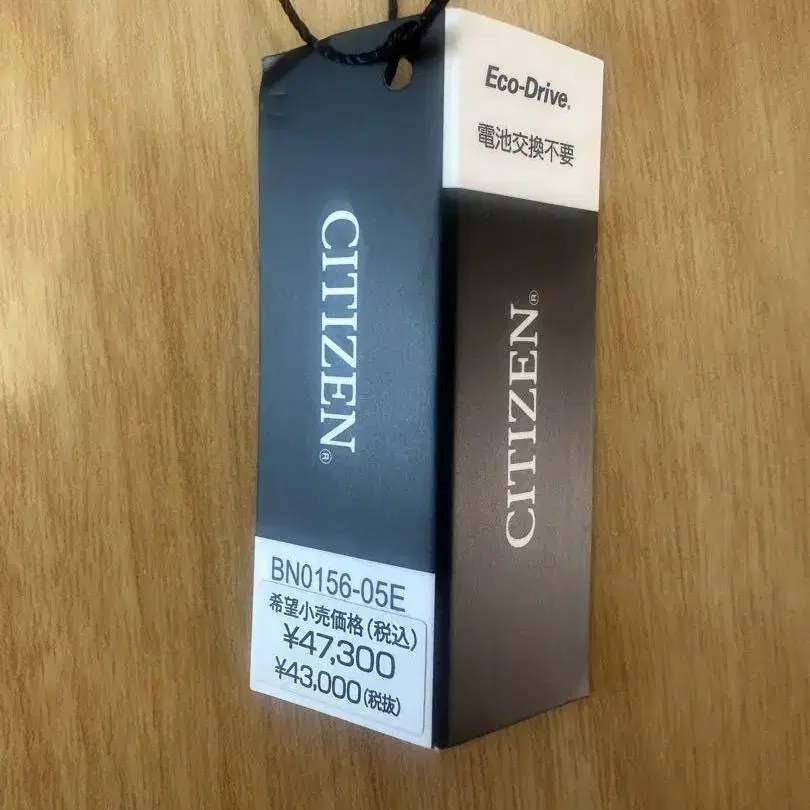 CITIZEN®
BN0156-05E
希望小売価格(税込)
¥47,300
¥43,000(税抜)
Eco-Drive®
電池交換不要
CITIZEN®